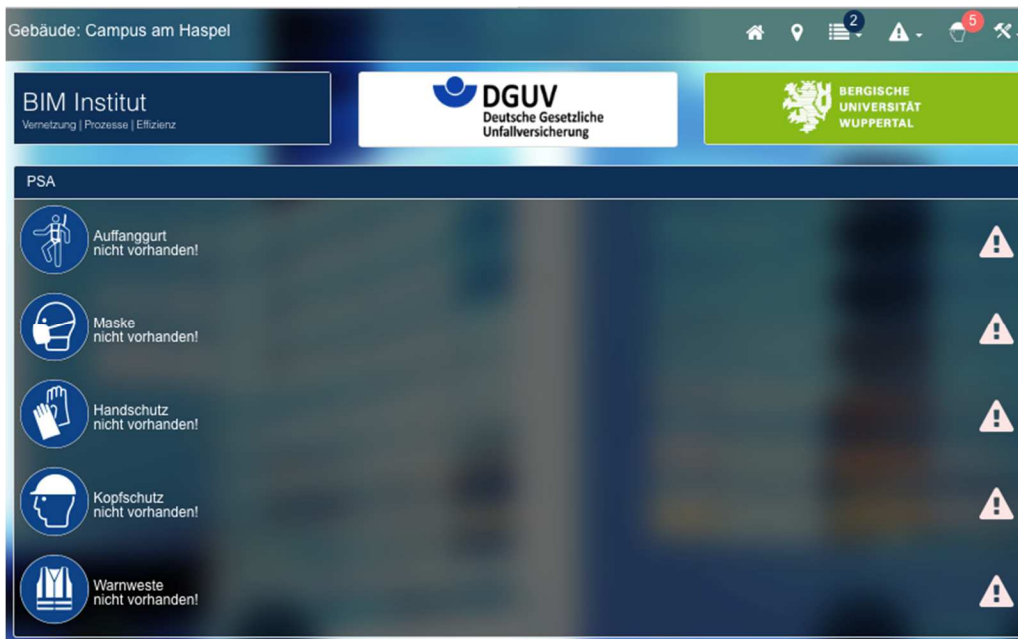 Gebäude: Campus am Haspel
2
5
BIM Institut
Vernetzung | Prozesse | Effizienz
DGUV
Deutsche Gesetzliche
Unfallversicherung
BERGISCHE
UNIVERSITÄT
WUPPERTAL
PSA
Auffanggurt
nicht vorhanden!
Maske
nicht vorhanden!
Handschutz
nicht vorhanden!
Kopfschutz
nicht vorhanden!
Warnweste
nicht vorhanden!